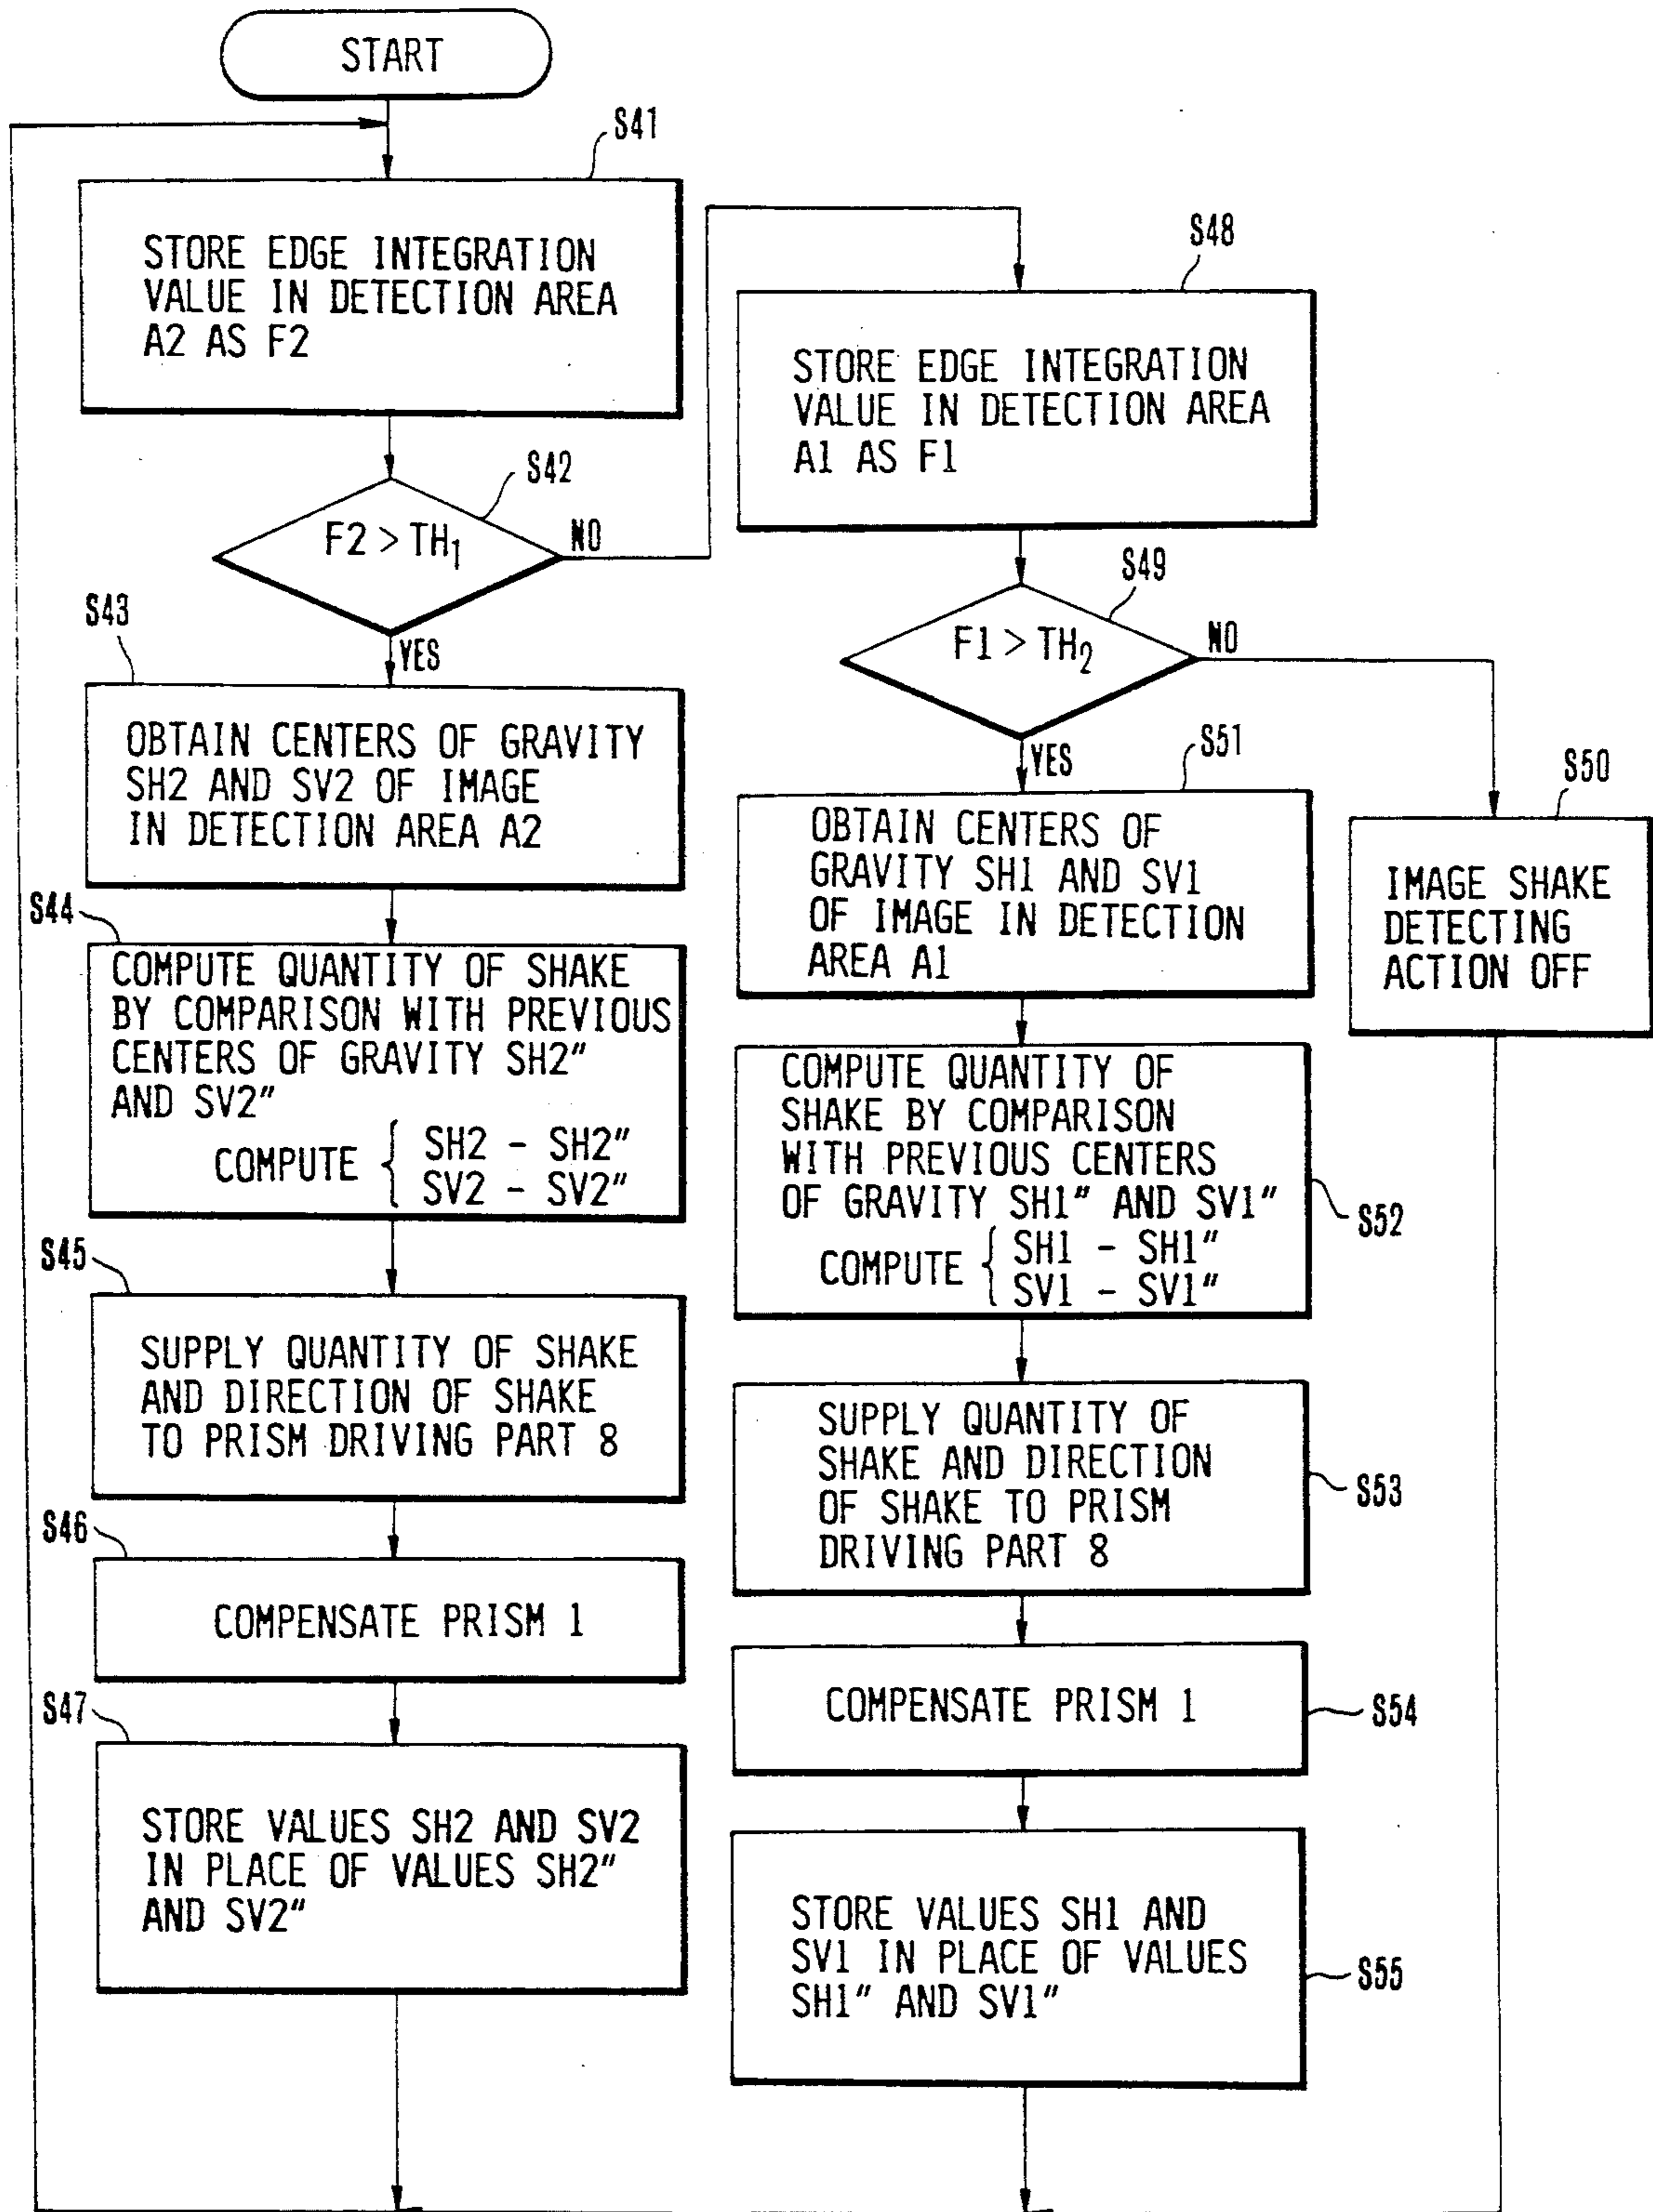 START
S41
STORE EDGE INTEGRATION
VALUE IN DETECTION AREA
A2 AS F2
S42
F2 > TH₁
NO
YES
S43
OBTAIN CENTERS OF GRAVITY
SH2 AND SV2 OF IMAGE
IN DETECTION AREA A2
S44
COMPUTE QUANTITY OF SHAKE
BY COMPARISON WITH PREVIOUS
CENTERS OF GRAVITY SH2"
AND SV2"
COMPUTE { SH2 - SH2"
SV2 - SV2"
S45
SUPPLY QUANTITY OF SHAKE
AND DIRECTION OF SHAKE
TO PRISM DRIVING PART 8
S46
COMPENSATE PRISM 1
S47
STORE VALUES SH2 AND SV2
IN PLACE OF VALUES SH2"
AND SV2"
S48
STORE EDGE INTEGRATION
VALUE IN DETECTION AREA
A1 AS F1
S49
F1 > TH₂
NO
YES
S50
IMAGE SHAKE
DETECTING
ACTION OFF
S51
OBTAIN CENTERS OF
GRAVITY SH1 AND SV1
OF IMAGE IN DETECTION
AREA A1
COMPUTE QUANTITY OF
SHAKE BY COMPARISON
WITH PREVIOUS CENTERS
OF GRAVITY SH1" AND SV1"
COMPUTE { SH1 - SH1"
SV1 - SV1"
S52
SUPPLY QUANTITY OF
SHAKE AND DIRECTION
OF SHAKE TO PRISM
DRIVING PART 8
S53
COMPENSATE PRISM 1
S54
STORE VALUES SH1 AND
SV1 IN PLACE OF VALUES
SH1" AND SV1"
S55